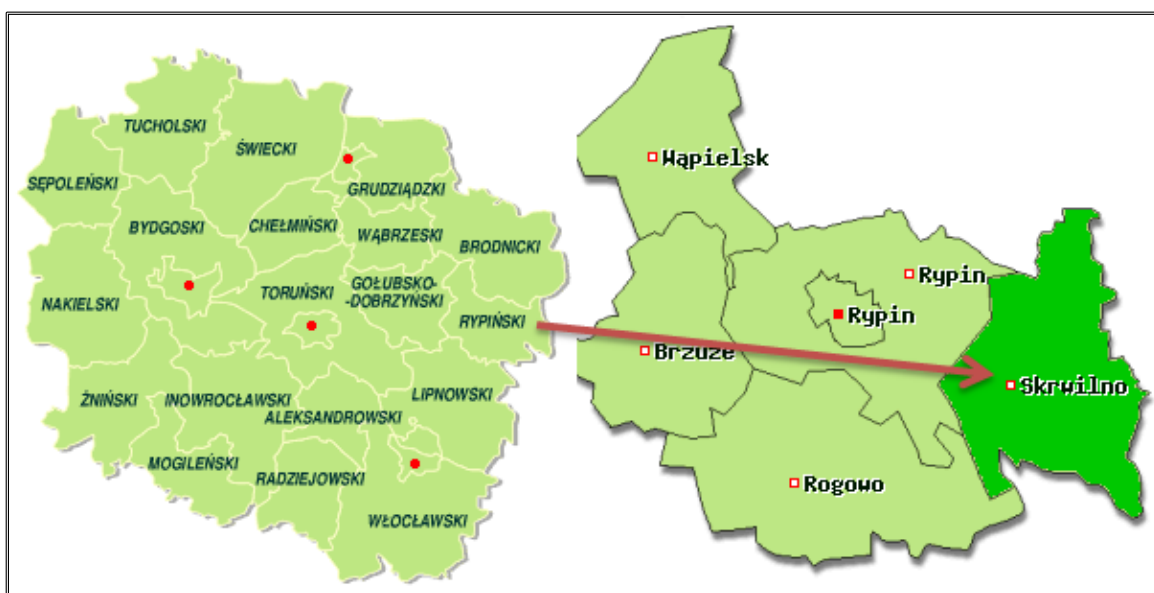 TUCHOLSKI
ŚWIECKI
SĘPOLEŃSKI
GRUDZIĄDZKI
BYDGOSKI
CHEŁMIŃSKI
WĄBRZESKI
BRODNICKI
NAKIELSKI
TORUŃSKI
GOŁUBSKO-
-DOBRZYŃSKI
RYPIŃSKI
ŻNIŃSKI
INOWROCŁAWSKI
ALEKSANDROWSKI
LIPNOWSKI
MOGILEŃSKI
RADZIEJOWSKI
WŁOCŁAWSKI
Wąpielsk
Rypin
Rypin
Brzuze
Skrwilno
Rogowo